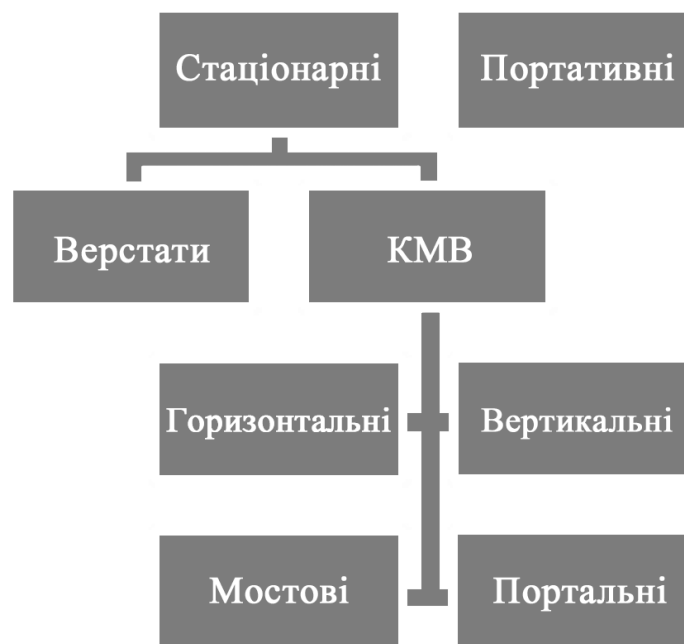 Стаціонарні
Портативні
Верстати
КМВ
Горизонтальні
Вертикальні
Мостові
Портальні